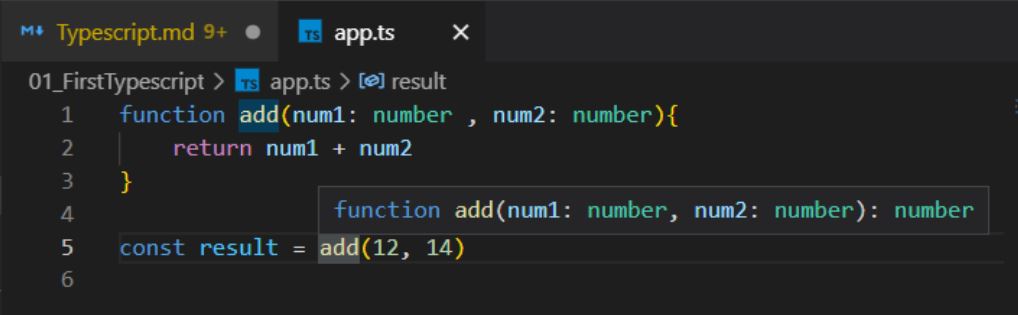 Typescript.md 9+ ● TS app.ts ×
01_FirstTypescript > TS app.ts > result
1 function add(num1: number , num2: number){
2 return num1 + num2
3 }
4
function add(num1: number, num2: number): number
5 const result = add(12, 14)
6